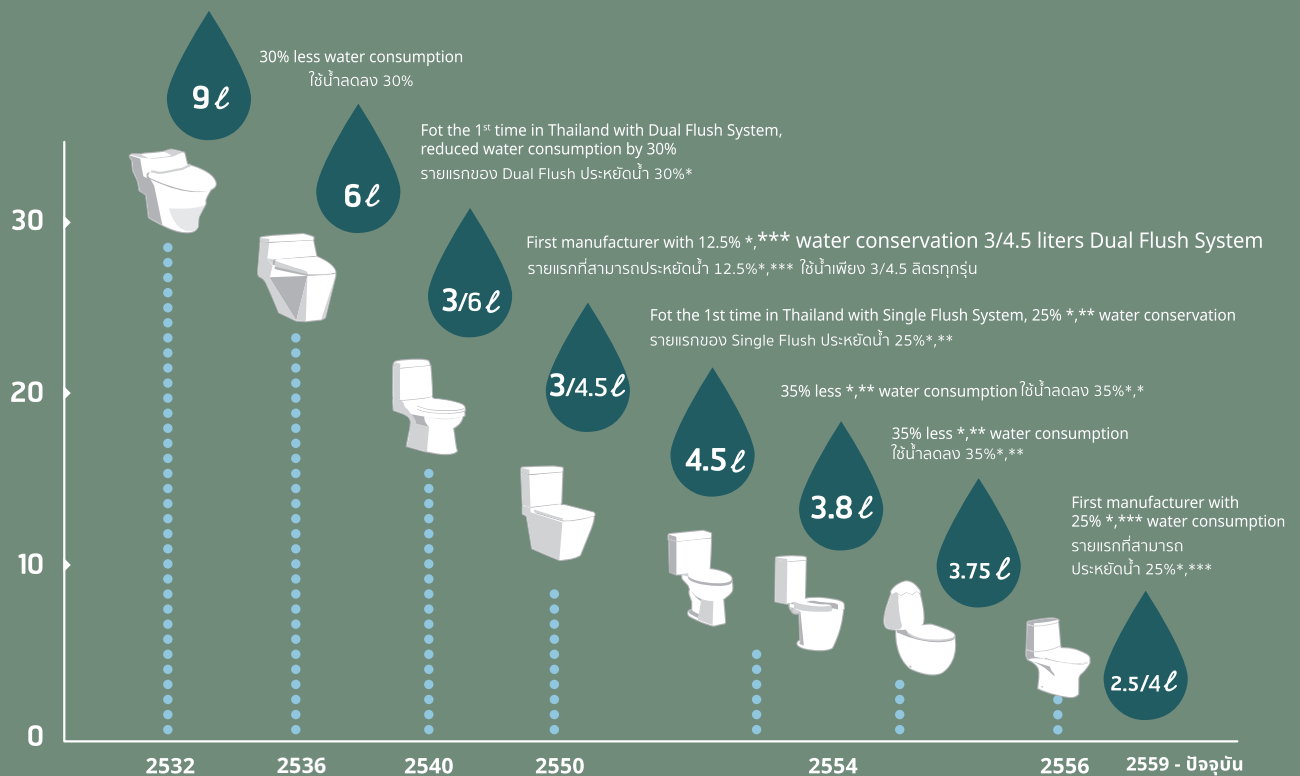 9 ℓ
30% less water consumption
ใช้น้ำลดลง 30%
6 ℓ
Fot the 1st time in Thailand with Dual Flush System,
reduced water consumption by 30%
รายแรกของ Dual Flush ประหยัดน้ำ 30%*
3/6 ℓ
First manufacturer with 12.5% *,*** water conservation 3/4.5 liters Dual Flush System
รายแรกที่สามารถประหยัดน้ำ 12.5%*,*** ใช้น้ำเพียง 3/4.5 ลิตรทุกรุ่น
3/4.5 ℓ
Fot the 1st time in Thailand with Single Flush System, 25% *,** water conservation
รายแรกของ Single Flush ประหยัดน้ำ 25%*,**
4.5 ℓ
35% less *,** water consumption ใช้น้ำลดลง 35%*,*
3.8 ℓ
35% less *,** water consumption
ใช้น้ำลดลง 35%*,**
3.75 ℓ
First manufacturer with
25% *,*** water consumption
รายแรกที่สามารถ
ประหยัดน้ำ 25%*,***
2.5/4 ℓ
30
20
10
0
2532 2536 2540 2550 2554 2556 2559 - ปัจจุบัน